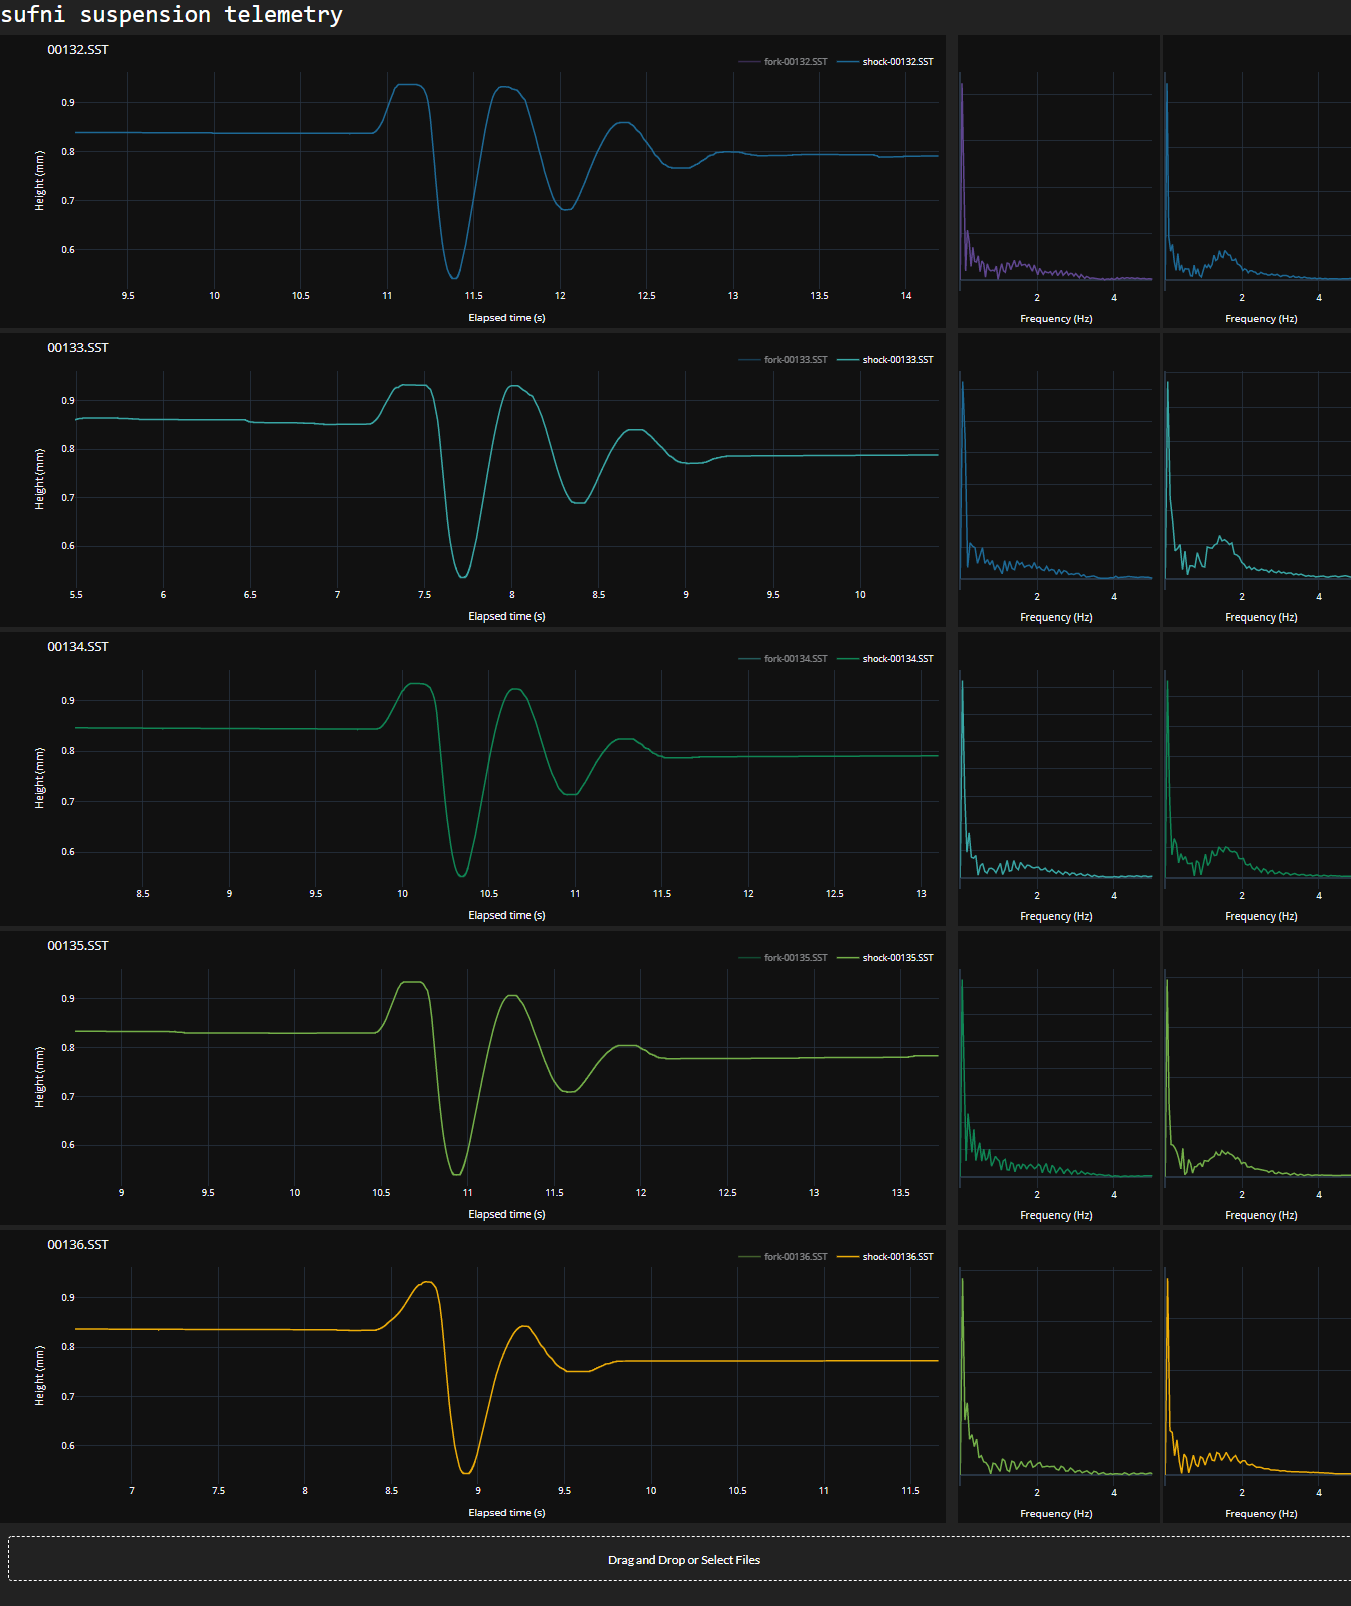 sufni suspension telemetry
00132.SST
fork-00132.SST shock-00132.SST
0.9
0.8
0.7
0.6
Height (mm)
9.5 10 10.5 11 11.5 12 12.5 13 13.5 14
Elapsed time (s)
2 4
Frequency (Hz)
2 4
Frequency (Hz)
00133.SST
fork-00133.SST shock-00133.SST
0.9
0.8
0.7
0.6
Height (mm)
5.5 6 6.5 7 7.5 8 8.5 9 9.5 10
Elapsed time (s)
2 4
Frequency (Hz)
2 4
Frequency (Hz)
00134.SST
fork-00134.SST shock-00134.SST
0.9
0.8
0.7
0.6
Height (mm)
8.5 9 9.5 10 10.5 11 11.5 12 12.5 13
Elapsed time (s)
2 4
Frequency (Hz)
2 4
Frequency (Hz)
00135.SST
fork-00135.SST shock-00135.SST
0.9
0.8
0.7
0.6
Height (mm)
9 9.5 10 10.5 11 11.5 12 12.5 13 13.5
Elapsed time (s)
2 4
Frequency (Hz)
2 4
Frequency (Hz)
00136.SST
fork-00136.SST shock-00136.SST
0.9
0.8
0.7
0.6
Height (mm)
7 7.5 8 8.5 9 9.5 10 10.5 11 11.5
Elapsed time (s)
2 4
Frequency (Hz)
2 4
Frequency (Hz)
Drag and Drop or Select Files